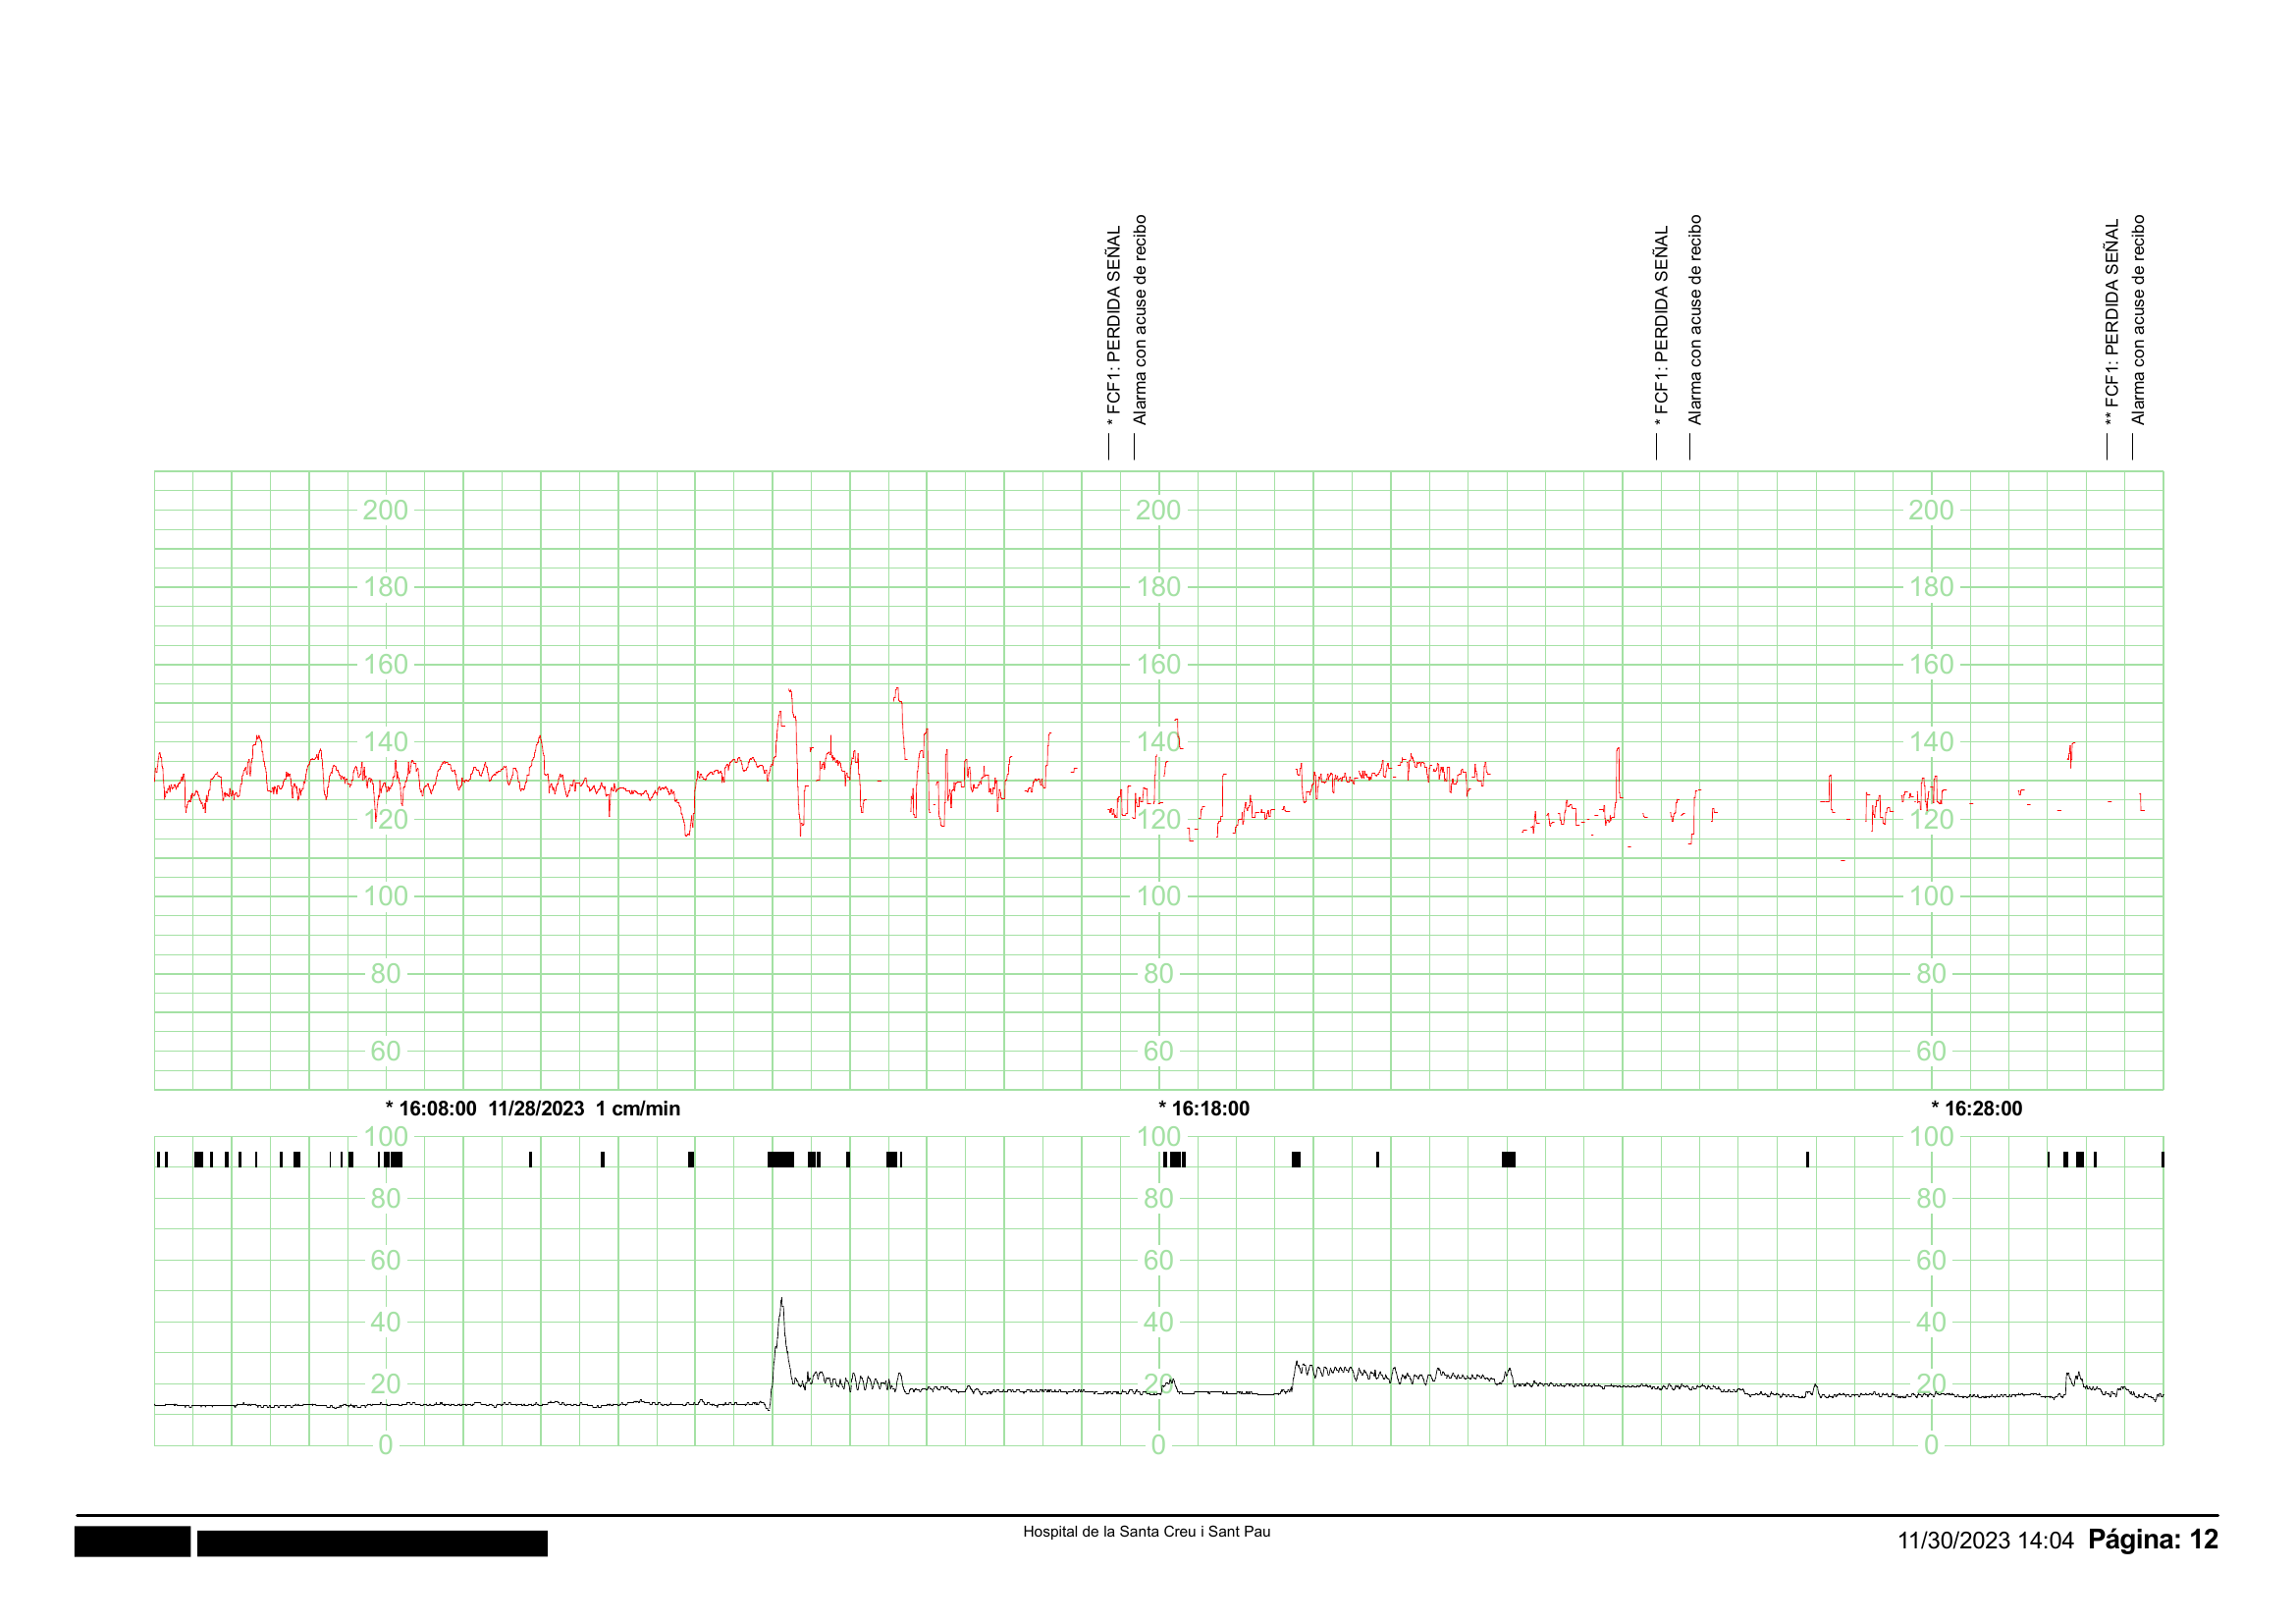 * FCF1: PERDIDA SEÑAL
Alarma con acuse de recibo
* FCF1: PERDIDA SEÑAL
Alarma con acuse de recibo
** FCF1: PERDIDA SEÑAL
Alarma con acuse de recibo
200 200 200
180 180 180
160 160 160
140 140 140
120 120 120
100 100 100
80 80 80
60 60 60
* 16:08:00 11/28/2023 1 cm/min * 16:18:00 * 16:28:00
100 100 100
80 80 80
60 60 60
40 40 40
20 20 20
0 0 0
Hospital de la Santa Creu i Sant Pau
11/30/2023 14:04 Página: 12